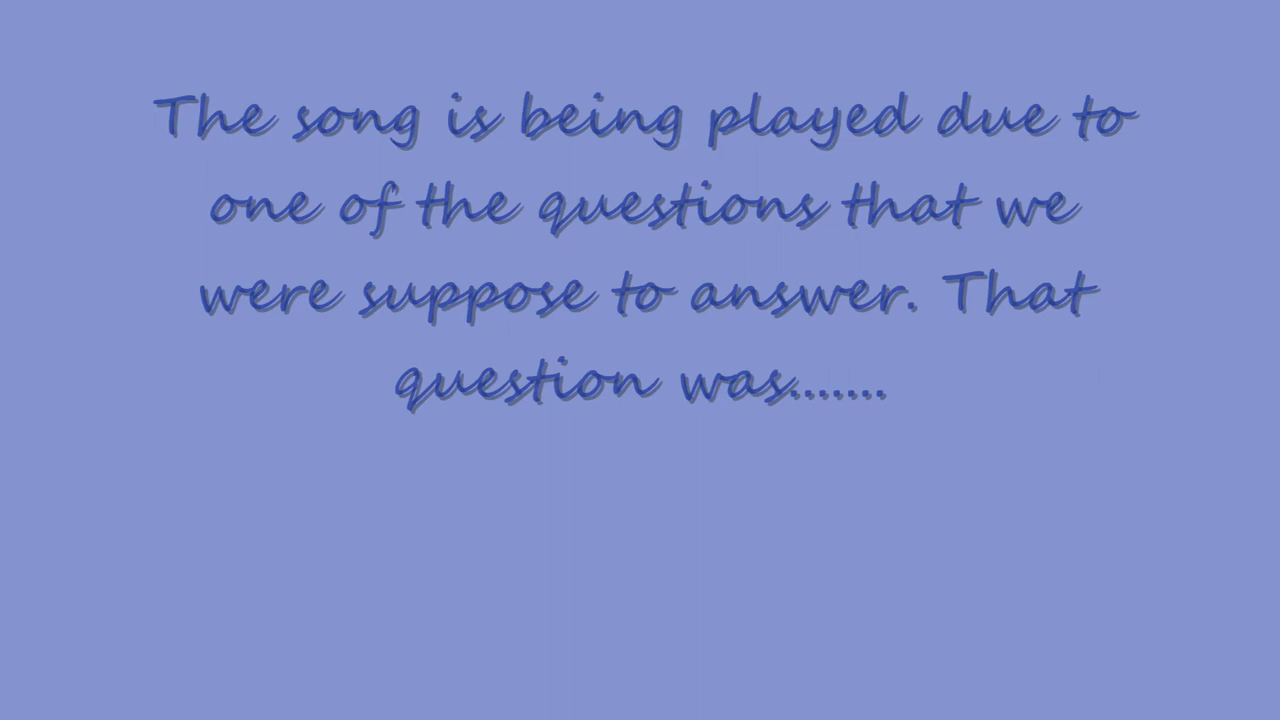 The song is being played due to
one of the questions that we
were suppose to answer. That
question was.......